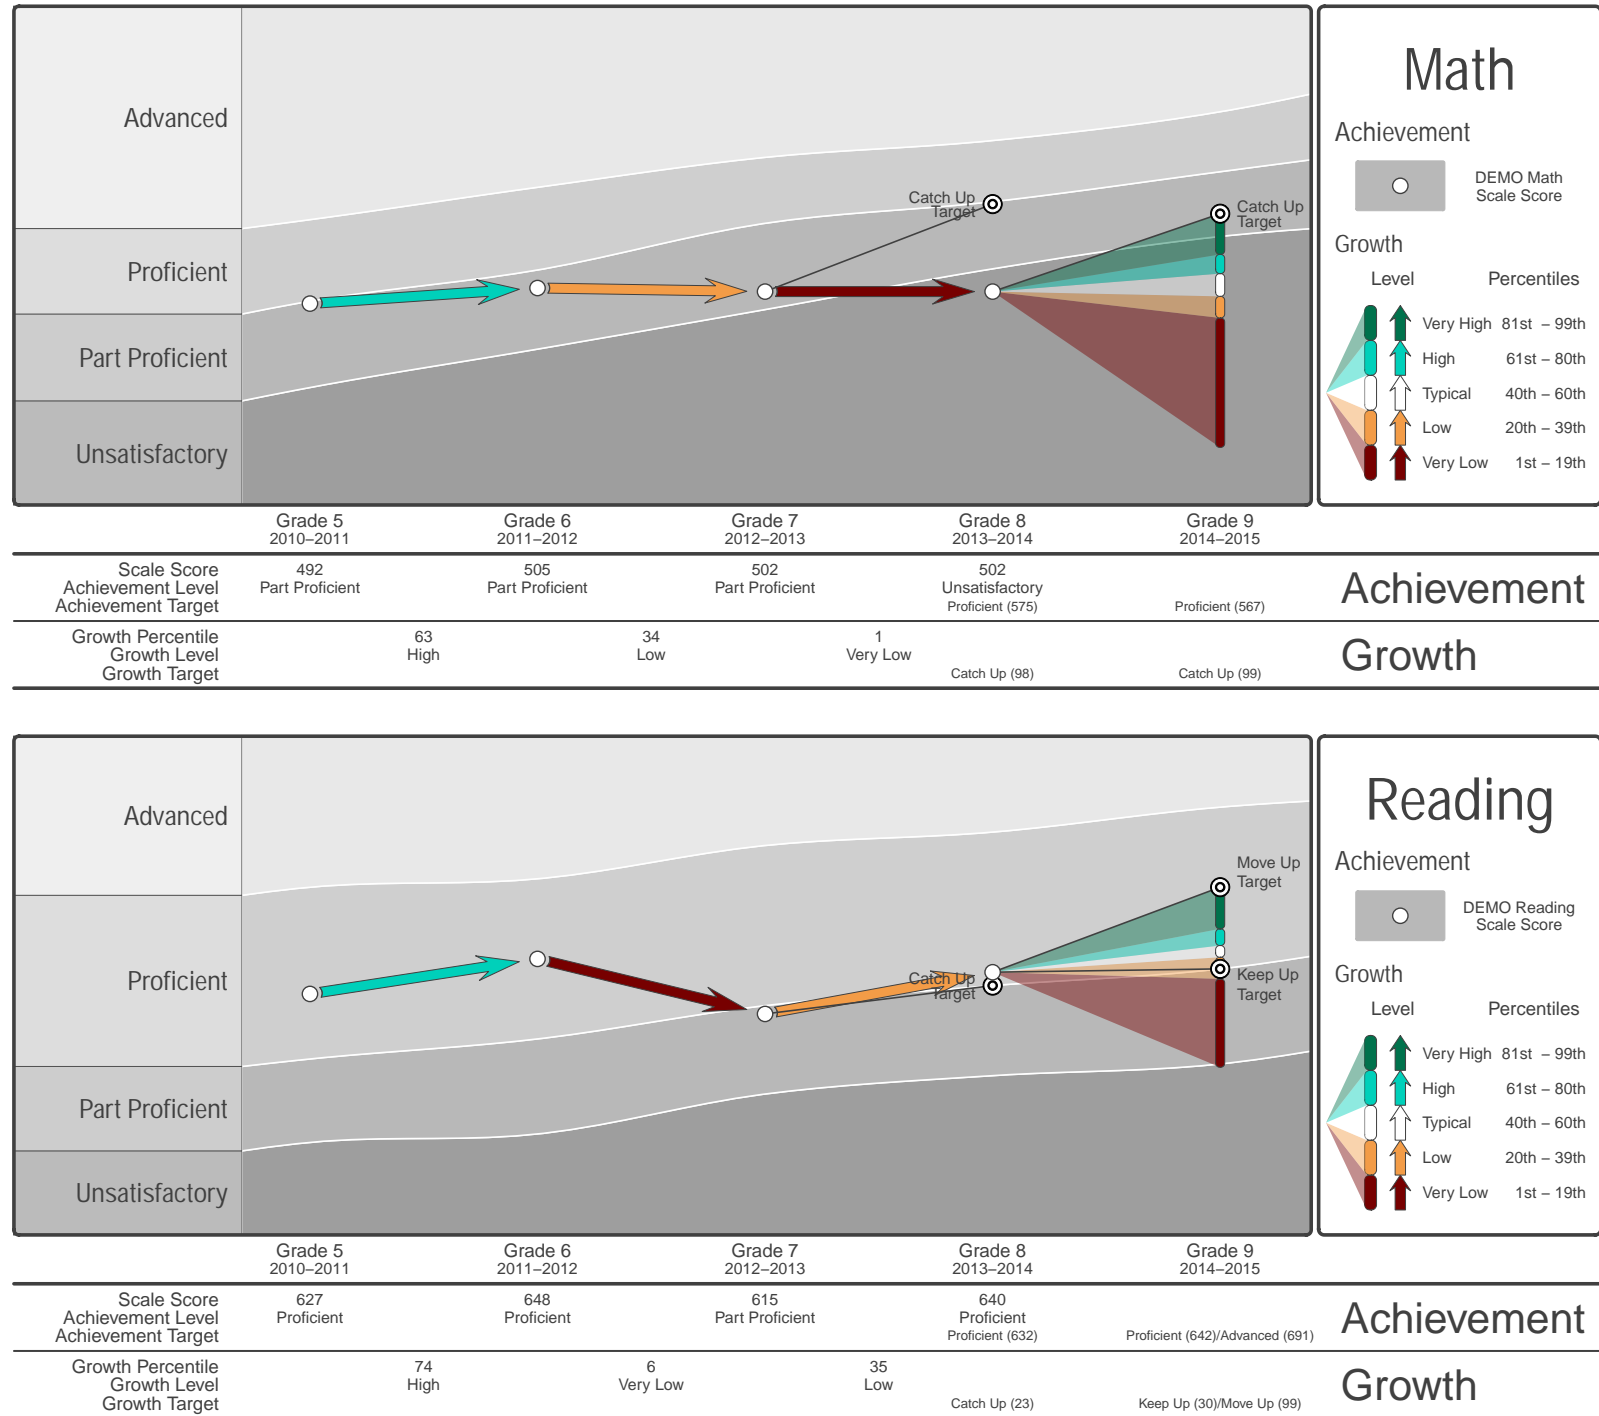 Advanced
Proficient
Part Proficient
Unsatisfactory
Catch Up
Target
Catch Up
Target
Math
Achievement
DEMO Math
Scale Score
Growth
Level Percentiles
Very High 81st – 99th
High 61st – 80th
Typical 40th – 60th
Low 20th – 39th
Very Low 1st – 19th
Grade 5 Grade 6 Grade 7 Grade 8 Grade 9
2010–2011 2011–2012 2012–2013 2013–2014 2014–2015
Scale Score 492 505 502 502
Achievement Level Part Proficient Part Proficient Part Proficient Unsatisfactory
Achievement Target Proficient (575) Proficient (567)
Achievement
Growth Percentile 63 34 1
Growth Level High Low Very Low
Growth Target Catch Up (98) Catch Up (99)
Growth
Advanced
Proficient
Part Proficient
Unsatisfactory
Catch Up
Target
Move Up
Target
Keep Up
Target
Reading
Achievement
DEMO Reading
Scale Score
Growth
Level Percentiles
Very High 81st – 99th
High 61st – 80th
Typical 40th – 60th
Low 20th – 39th
Very Low 1st – 19th
Grade 5 Grade 6 Grade 7 Grade 8 Grade 9
2010–2011 2011–2012 2012–2013 2013–2014 2014–2015
Scale Score 627 648 615 640
Achievement Level Proficient Proficient Part Proficient Proficient
Achievement Target Proficient (632) Proficient (642)/Advanced (691)
Achievement
Growth Percentile 74 6 35
Growth Level High Very Low Low
Growth Target Catch Up (23) Keep Up (30)/Move Up (99)
Growth